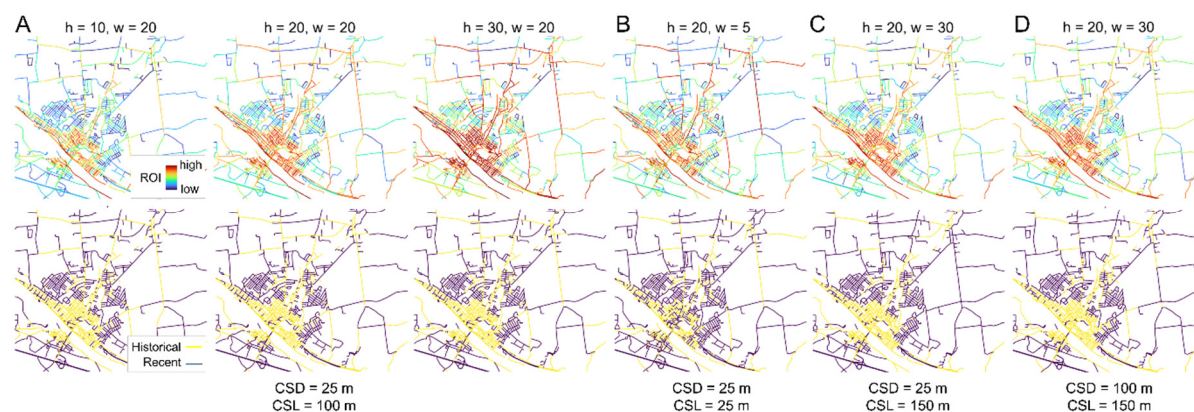 A
h = 10, w = 20
h = 20, w = 20
h = 30, w = 20
B
h = 20, w = 5
C
h = 20, w = 30
D
h = 20, w = 30
ROI
high
low
Historical
Recent
CSD = 25 m
CSL = 100 m
CSD = 25 m
CSL = 25 m
CSD = 25 m
CSL = 150 m
CSD = 100 m
CSL = 150 m